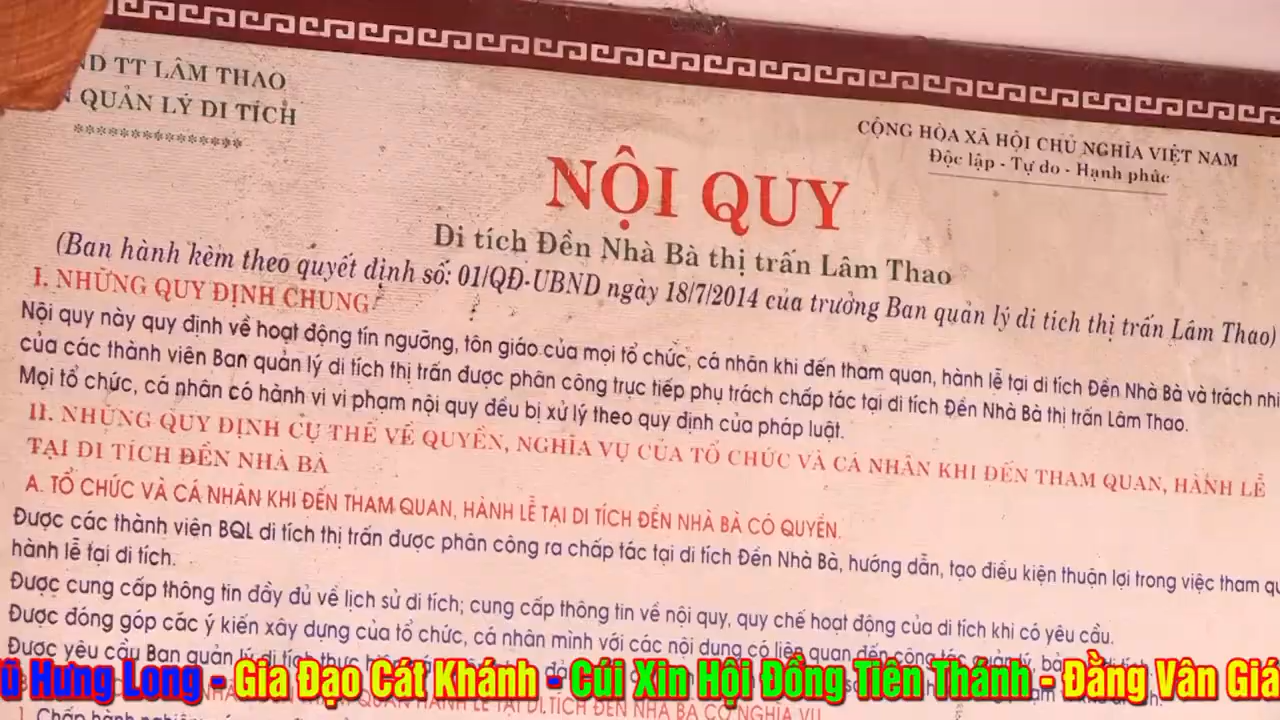 ND TT LÂM THAO
QUẢN LÝ DI TÍCH
***************
CỘNG HÒA XÃ HỘI CHỦ NGHĨA VIỆT NAM
Độc lập - Tự do - Hạnh phúc
NỘI QUY
Di tích Đền Nhà Bà thị trấn Lâm Thao
(Ban hành kèm theo quyết định số: 01/QĐ-UBND ngày 18/7/2014 của trưởng Ban quản lý di tích thị trấn Lâm Thao)
I. NHỮNG QUY ĐỊNH CHUNG
Nội quy này quy định về hoạt động tín ngưỡng, tôn giáo của mọi tổ chức, cá nhân khi đến tham quan, hành lễ tại di tích Đền Nhà Bà và trách nhi
của các thành viên Ban quản lý di tích thị trấn được phân công trực tiếp phụ trách chấp tác tại di tích Đền Nhà Bà thị trấn Lâm Thao.
Mọi tổ chức, cá nhân có hành vi vi phạm nội quy đều bị xử lý theo quy định của pháp luật.
II. NHỮNG QUY ĐỊNH CỤ THỂ VỀ QUYỀN, NGHĨA VỤ CỦA TỔ CHỨC VÀ CÁ NHÂN KHI ĐẾN THAM QUAN, HÀNH LỄ
TẠI DI TÍCH ĐỀN NHÀ BÀ
A. TỔ CHỨC VÀ CÁ NHÂN KHI ĐẾN THAM QUAN, HÀNH LỄ TẠI DI TÍCH ĐỀN NHÀ BÀ CÓ QUYỀN.
Được các thành viên BQL di tích thị trấn được phân công ra chấp tác tại di tích Đền Nhà Bà, hướng dẫn, tạo điều kiện thuận lợi trong việc tham qu
hành lễ tại di tích.
Được cung cấp thông tin đầy đủ về lịch sử di tích; cung cấp thông tin về nội quy, quy chế hoạt động của di tích khi có yêu cầu.
Được đóng góp các ý kiến xây dựng của tổ chức, cá nhân mình với các nội dung có liên quan đến công tác quản lý, bảo
Được yêu cầu Ban quản lý di tích
ũ Hưng Long - Gia Đạo Cát Khánh - Cúi Xin Hội Đồng Tiên Thánh - Đằng Vân Giá
HÀNH LỄ TẠI DI TÍCH ĐỀN NHÀ BÀ CÓ NGHĨA VỤ
1. Chấp hành